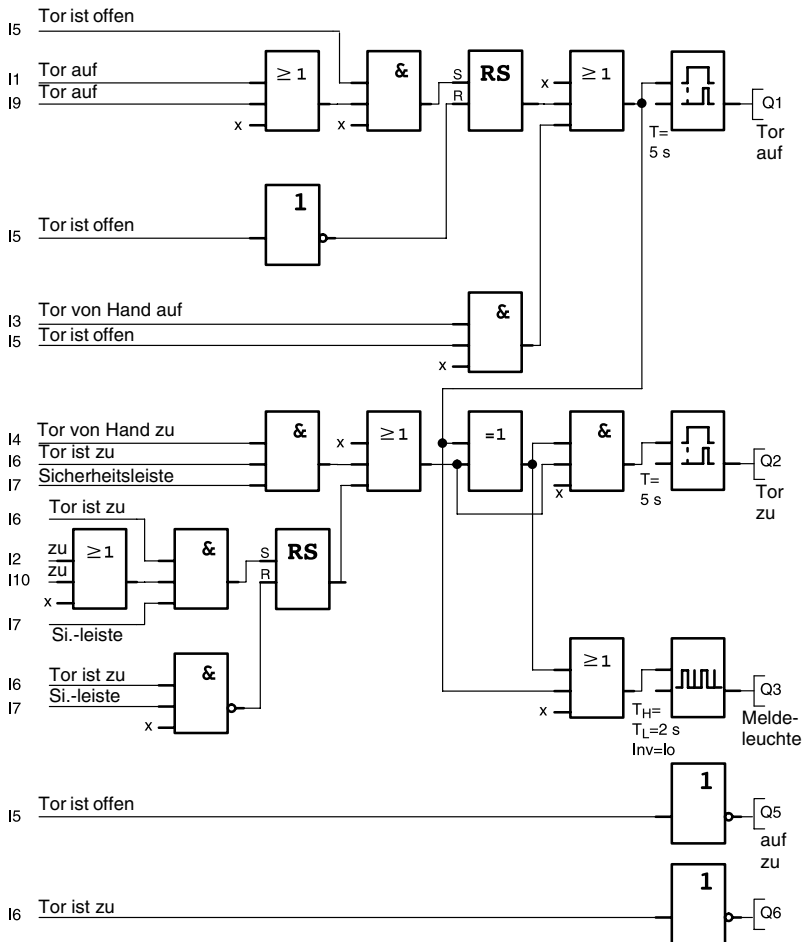 Tor ist offen
I5
I1 Tor auf ≥1 & S RS x ≥1
I9 Tor auf R Q1
x x T= Tor
5 s auf
1
I5 Tor ist offen
I3 Tor von Hand auf &
I5 Tor ist offen
x
I4 Tor von Hand zu & x ≥1 =1 &
I6 Tor ist zu Q2
I7 Sicherheitsleiste x T= Tor
5 s zu
I6 Tor ist zu
I2 zu ≥1 & S RS
I10 zu R
x
I7
Si.-leiste
I6 Tor ist zu & ≥1
I7 Si.-leiste Q3
x x TH= Melde-
TL=2 s leuchte
Inv=lo
I5 Tor ist offen 1 Q5
auf
zu
I6 Tor ist zu 1 Q6